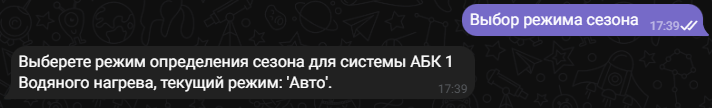 Выбор режима сезона
17:39
Выберете режим определения сезона для системы АБК 1
Водяного нагрева, текущий режим: 'Авто'.
17:39